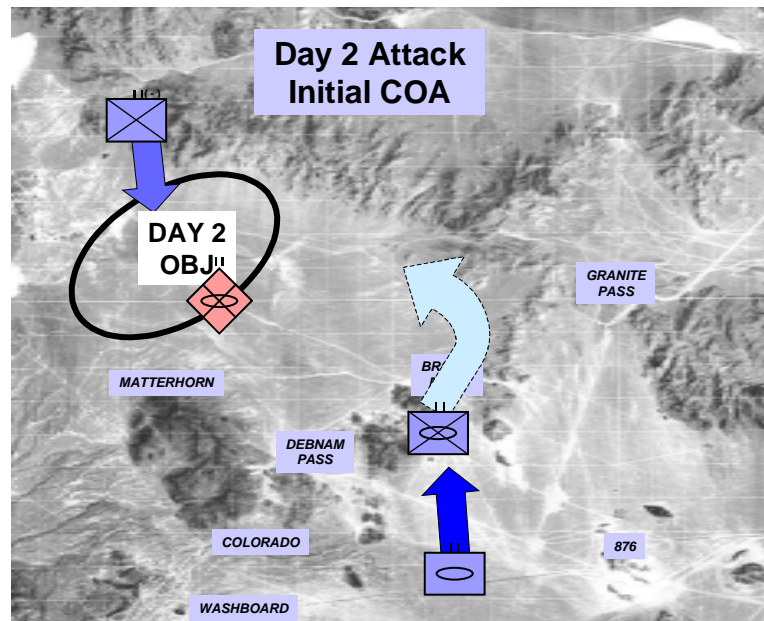 Day 2 Attack
Initial COA
(-)
DAY 2
OBJ
GRANITE
PASS
MATTERHORN
DEBNAM
PASS
COLORADO
876
WASHBOARD